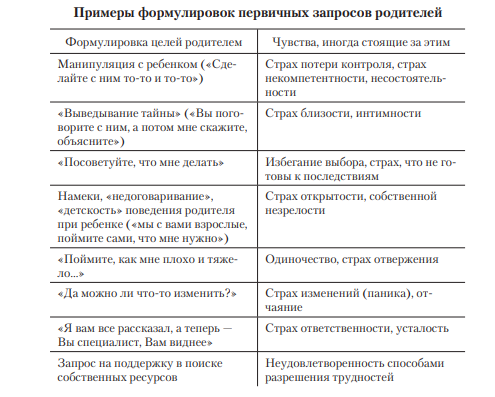 Примеры формулировок первичных запросов родителей
Формулировка целей родителем
Чувства, иногда стоящие за этим
Манипуляция с ребенком («Сде-
лайте с ним то-то и то-то»)
Страх потери контроля, страх
некомпетентности, несостоятель-
ности
«Выведывание тайны» («Вы пого-
ворите с ним, а потом мне скажите,
объясните»)
Страх близости, интимности
«Посоветуйте, что мне делать»
Избегание выбора, страх, что не го-
товы к последствиям
Намеки, «недоговаривание»,
«детскость» поведения родителя
при ребенке («мы с вами взрослые,
поймите сами, что мне нужно»)
Страх открытости, собственной
незрелости
«Поймите, как мне плохо и тяже-
ло...»
Одиночество, страх отвержения
«Да можно ли что-то изменить?»
Страх изменений (паника), от-
чаяние
«Я вам все рассказал, а теперь —
Вы специалист, Вам виднее»
Страх ответственности, усталость
Запрос на поддержку в поиске
собственных ресурсов
Неудовлетворенность способами
разрешения трудностей